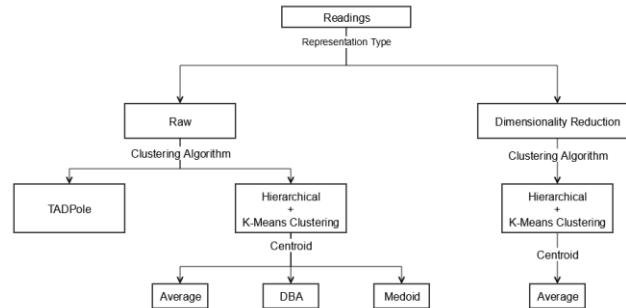 Readings
Representation Type
Raw
Dimensionality Reduction
Clustering Algorithm
Clustering Algorithm
TADPole
Hierarchical
+
K-Means Clustering
Hierarchical
+
K-Means Clustering
Centroid
Centroid
Average
DBA
Medoid
Average